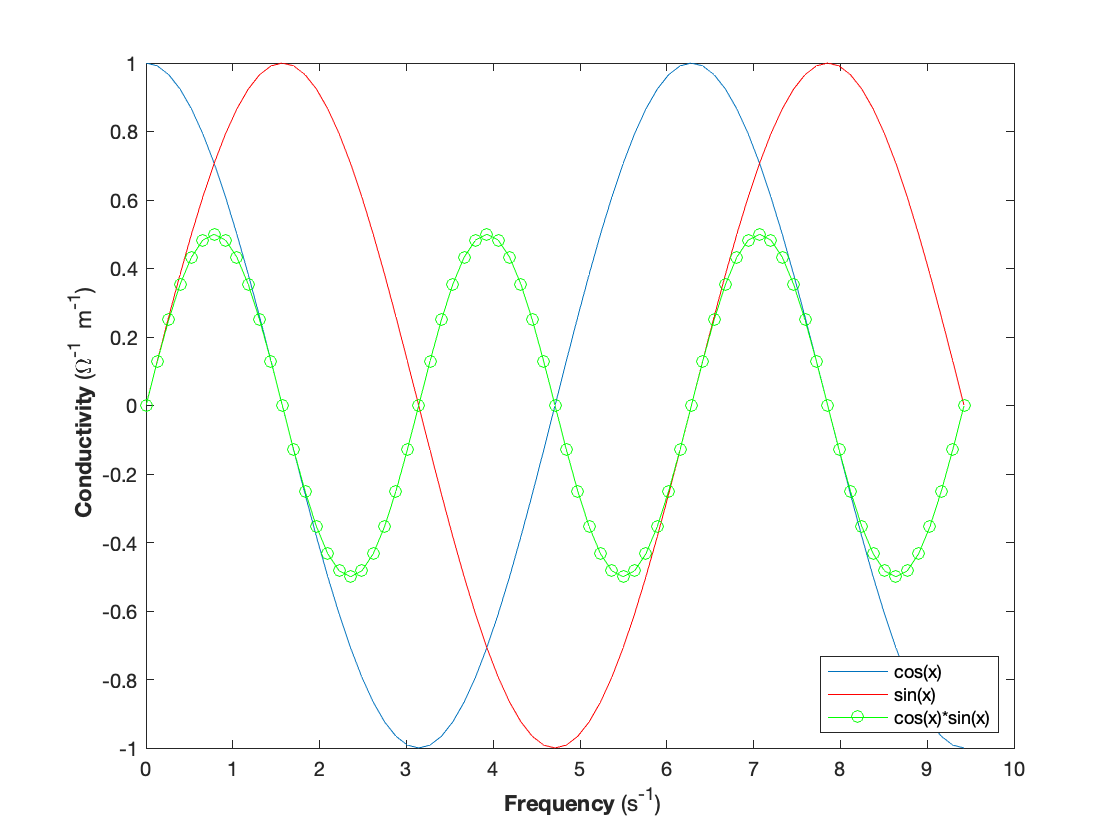 1
0.8
0.6
0.4
0.2
0
-0.2
-0.4
-0.6
-0.8
-1
Conductivity (Ω⁻¹ m⁻¹)
cos(x)
sin(x)
cos(x)*sin(x)
0 1 2 3 4 5 6 7 8 9 10
Frequency (s⁻¹)